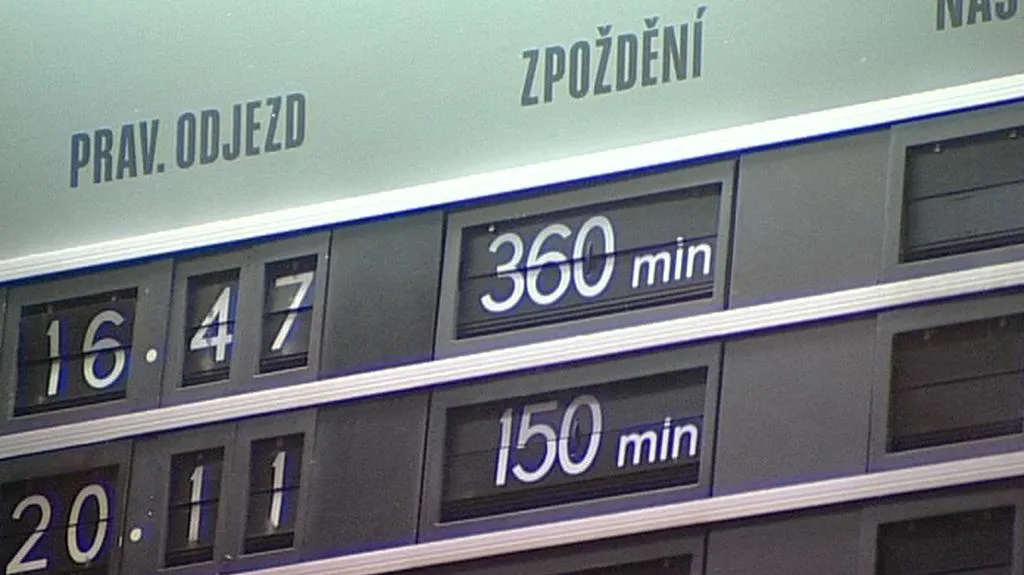 PRAV. ODJEZD ZPOŽDĚNÍ
16.47 360 min
20.11 150 min